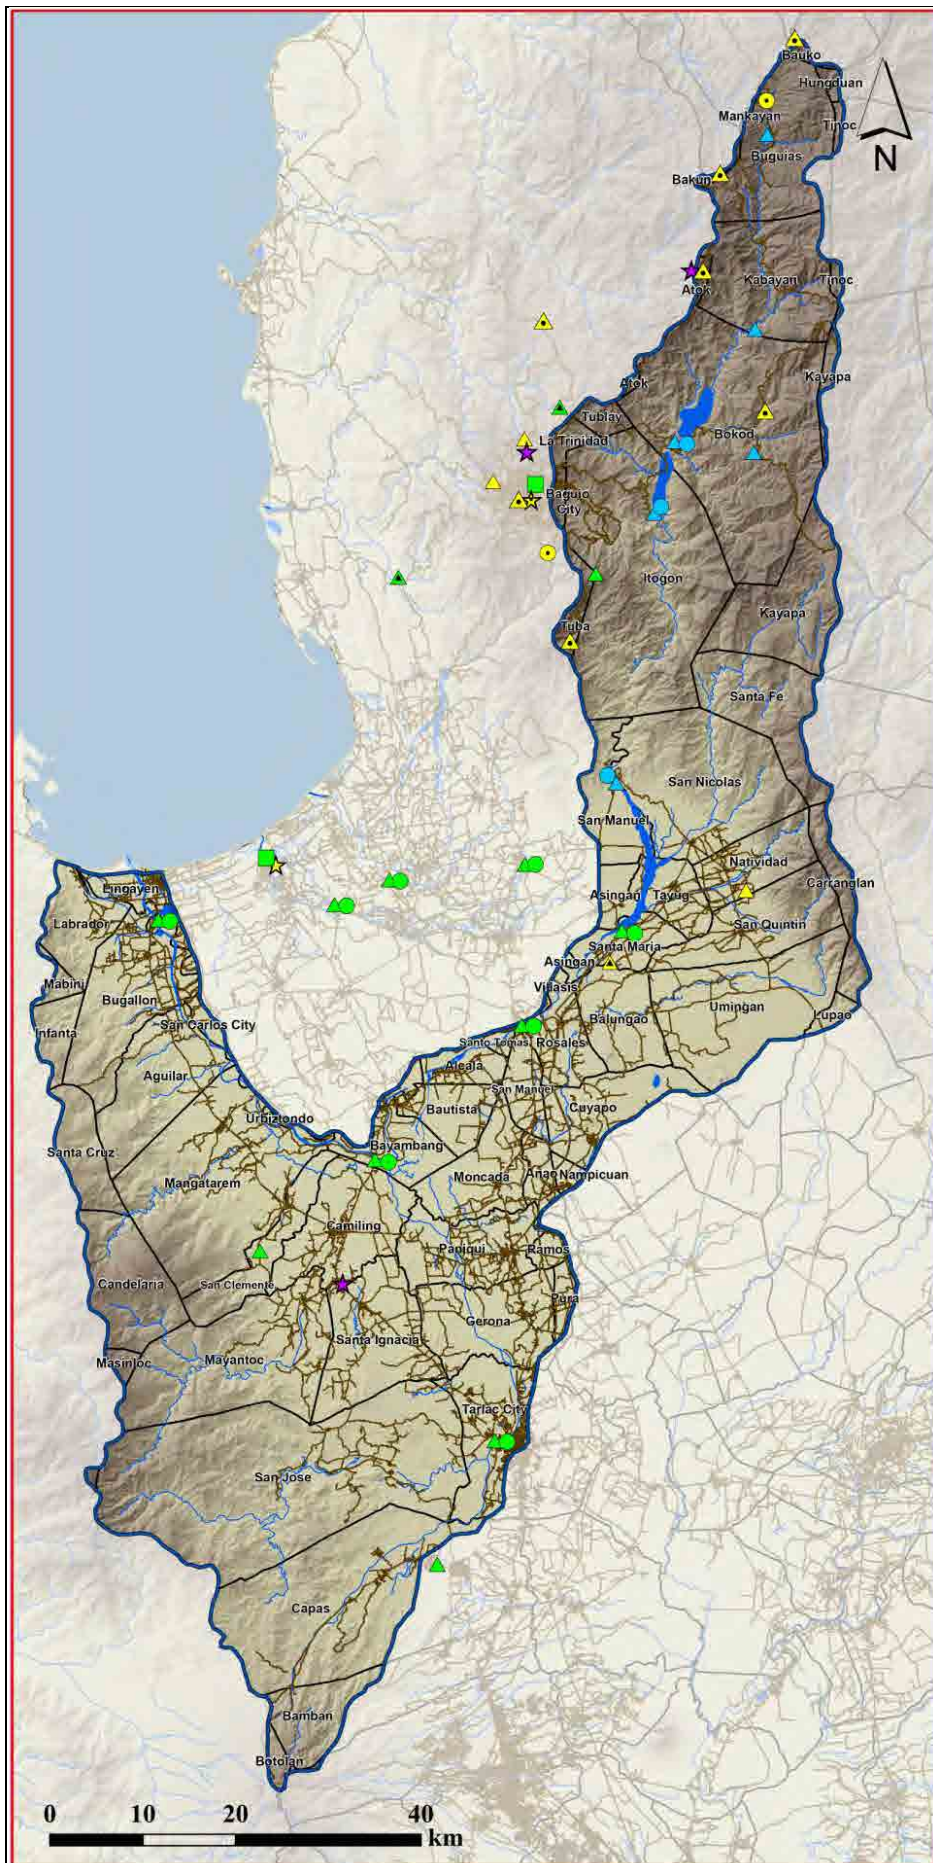 Bauko
Hungduan
Mankayan
Tinoc
N
Buguias
Bakun
Kabayan
Tinoc
Atok
Kayapa
Atok
Tublay
La Trinidad
Bokod
Baguio
City
Itogon
Kayapa
Tuba
Santa Fe
San Nicolas
San Manuel
Natividad
Lingayen
Carranglan
Asingan
Tayug
Labrador
San Quintin
Santa Maria
Asingan
Mabini
Villasis
Bugallon
Umingan
Lupao
Balungao
San Carlos City
Infanta
Santo Tomas
Rosales
Alcala
Aguilar
San Manuel
Bautista
Cuyapo
Urbiztondo
Bayambang
Santa Cruz
Mangatarem
Moncada
Anao
Nampicuan
Camiling
Paniqui
Ramos
Candelaria
San Clemente
Pura
Gerona
Santa Ignacia
Masinloc
Mayantoc
Tarlac City
San Jose
Capas
Bamban
Botolan
0 10 20 40
km